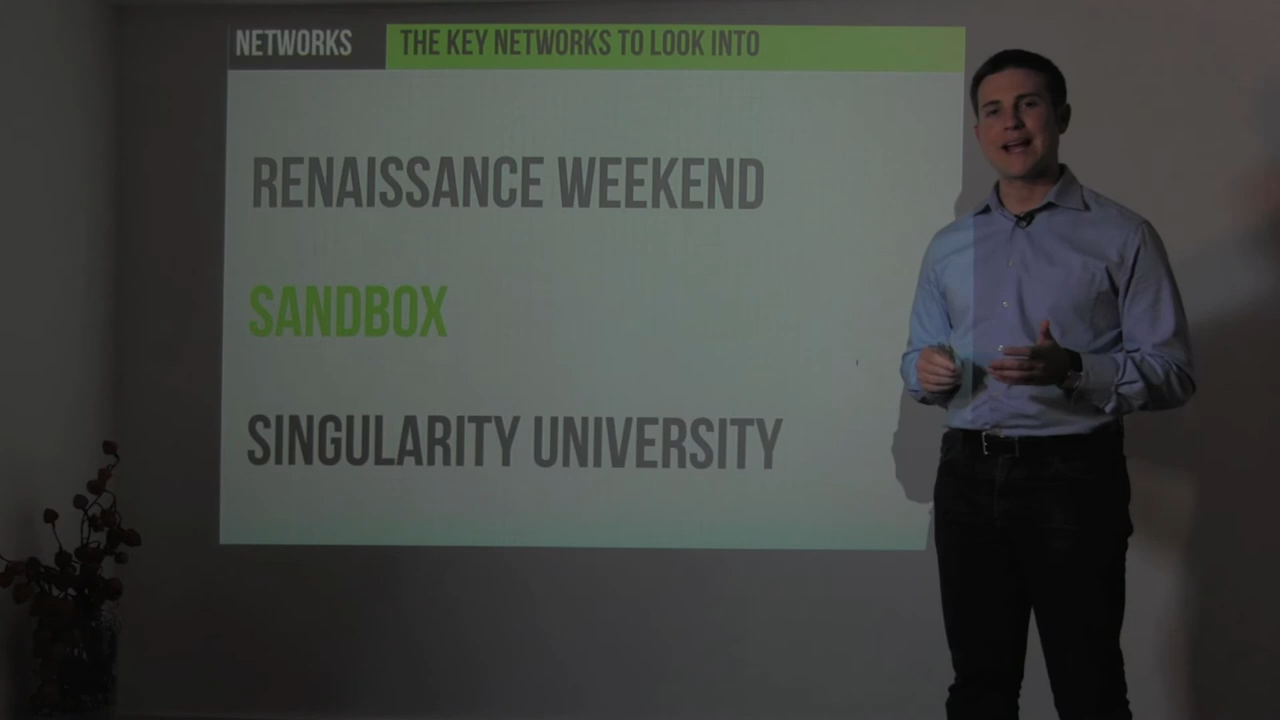 NETWORKS THE KEY NETWORKS TO LOOK INTO
RENAISSANCE WEEKEND
SANDBOX
SINGULARITY UNIVERSITY